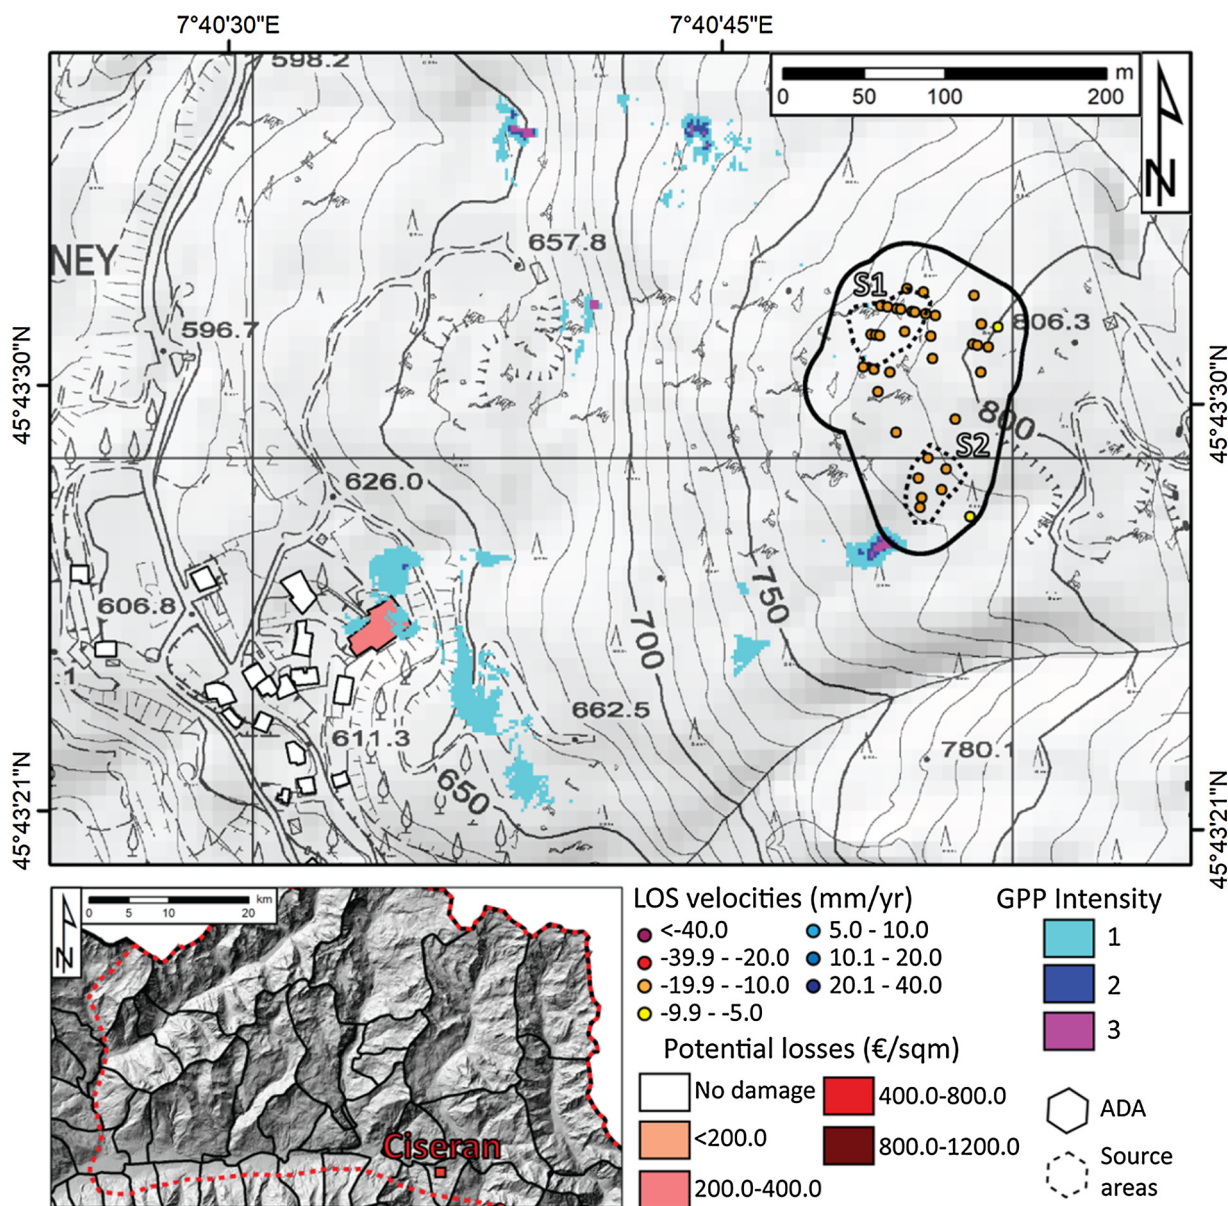 7°40'30"E 7°40'45"E
598.2
m
0 50 100 200
N
657.8
NEY
S1
596.7
806.3
45°43'30"N
45°43'30"N
800
S2
626.0
606.8
750
700
.1
662.5
611.3
780.1
650
45°43'21"N
45°43'21"N
km
0 5 10 20
N
Ciseran
LOS velocities (mm/yr)
<-40.0
-39.9 - -20.0
-19.9 - -10.0
-9.9 - -5.0
5.0 - 10.0
10.1 - 20.0
20.1 - 40.0
Potential losses (€/sqm)
No damage
<200.0
200.0-400.0
400.0-800.0
800.0-1200.0
GPP Intensity
1
2
3
ADA
Source
areas